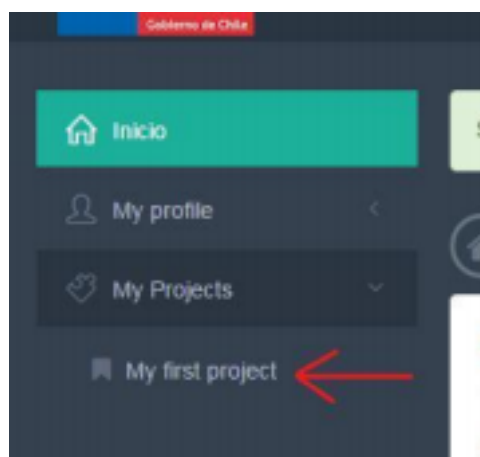 Gobierno de Chile
Inicio
My profile
My Projects
My first project